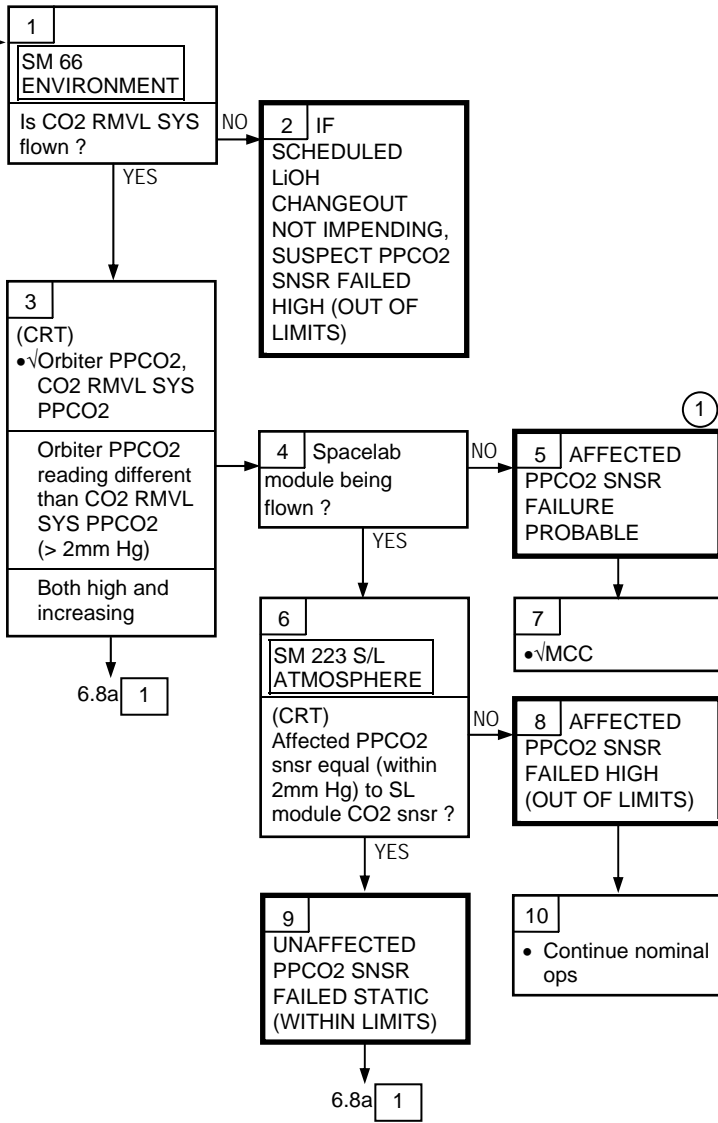 1
SM 66
ENVIRONMENT
Is CO2 RMVL SYS
flown ?
NO
YES
2 IF
SCHEDULED
LiOH
CHANGEOUT
NOT IMPENDING,
SUSPECT PPCO2
SNSR FAILED
HIGH (OUT OF
LIMITS)
3
(CRT)
•√Orbiter PPCO2,
CO2 RMVL SYS
PPCO2
Orbiter PPCO2
reading different
than CO2 RMVL
SYS PPCO2
(> 2mm Hg)
Both high and
increasing
6.8a 1
4 Spacelab
module being
flown ?
NO
YES
1
5 AFFECTED
PPCO2 SNSR
FAILURE
PROBABLE
6
SM 223 S/L
ATMOSPHERE
(CRT)
Affected PPCO2
snsr equal (within
2mm Hg) to SL
module CO2 snsr ?
NO
YES
7
•√MCC
8 AFFECTED
PPCO2 SNSR
FAILED HIGH
(OUT OF LIMITS)
9
UNAFFECTED
PPCO2 SNSR
FAILED STATIC
(WITHIN LIMITS)
10
• Continue nominal
ops
6.8a 1